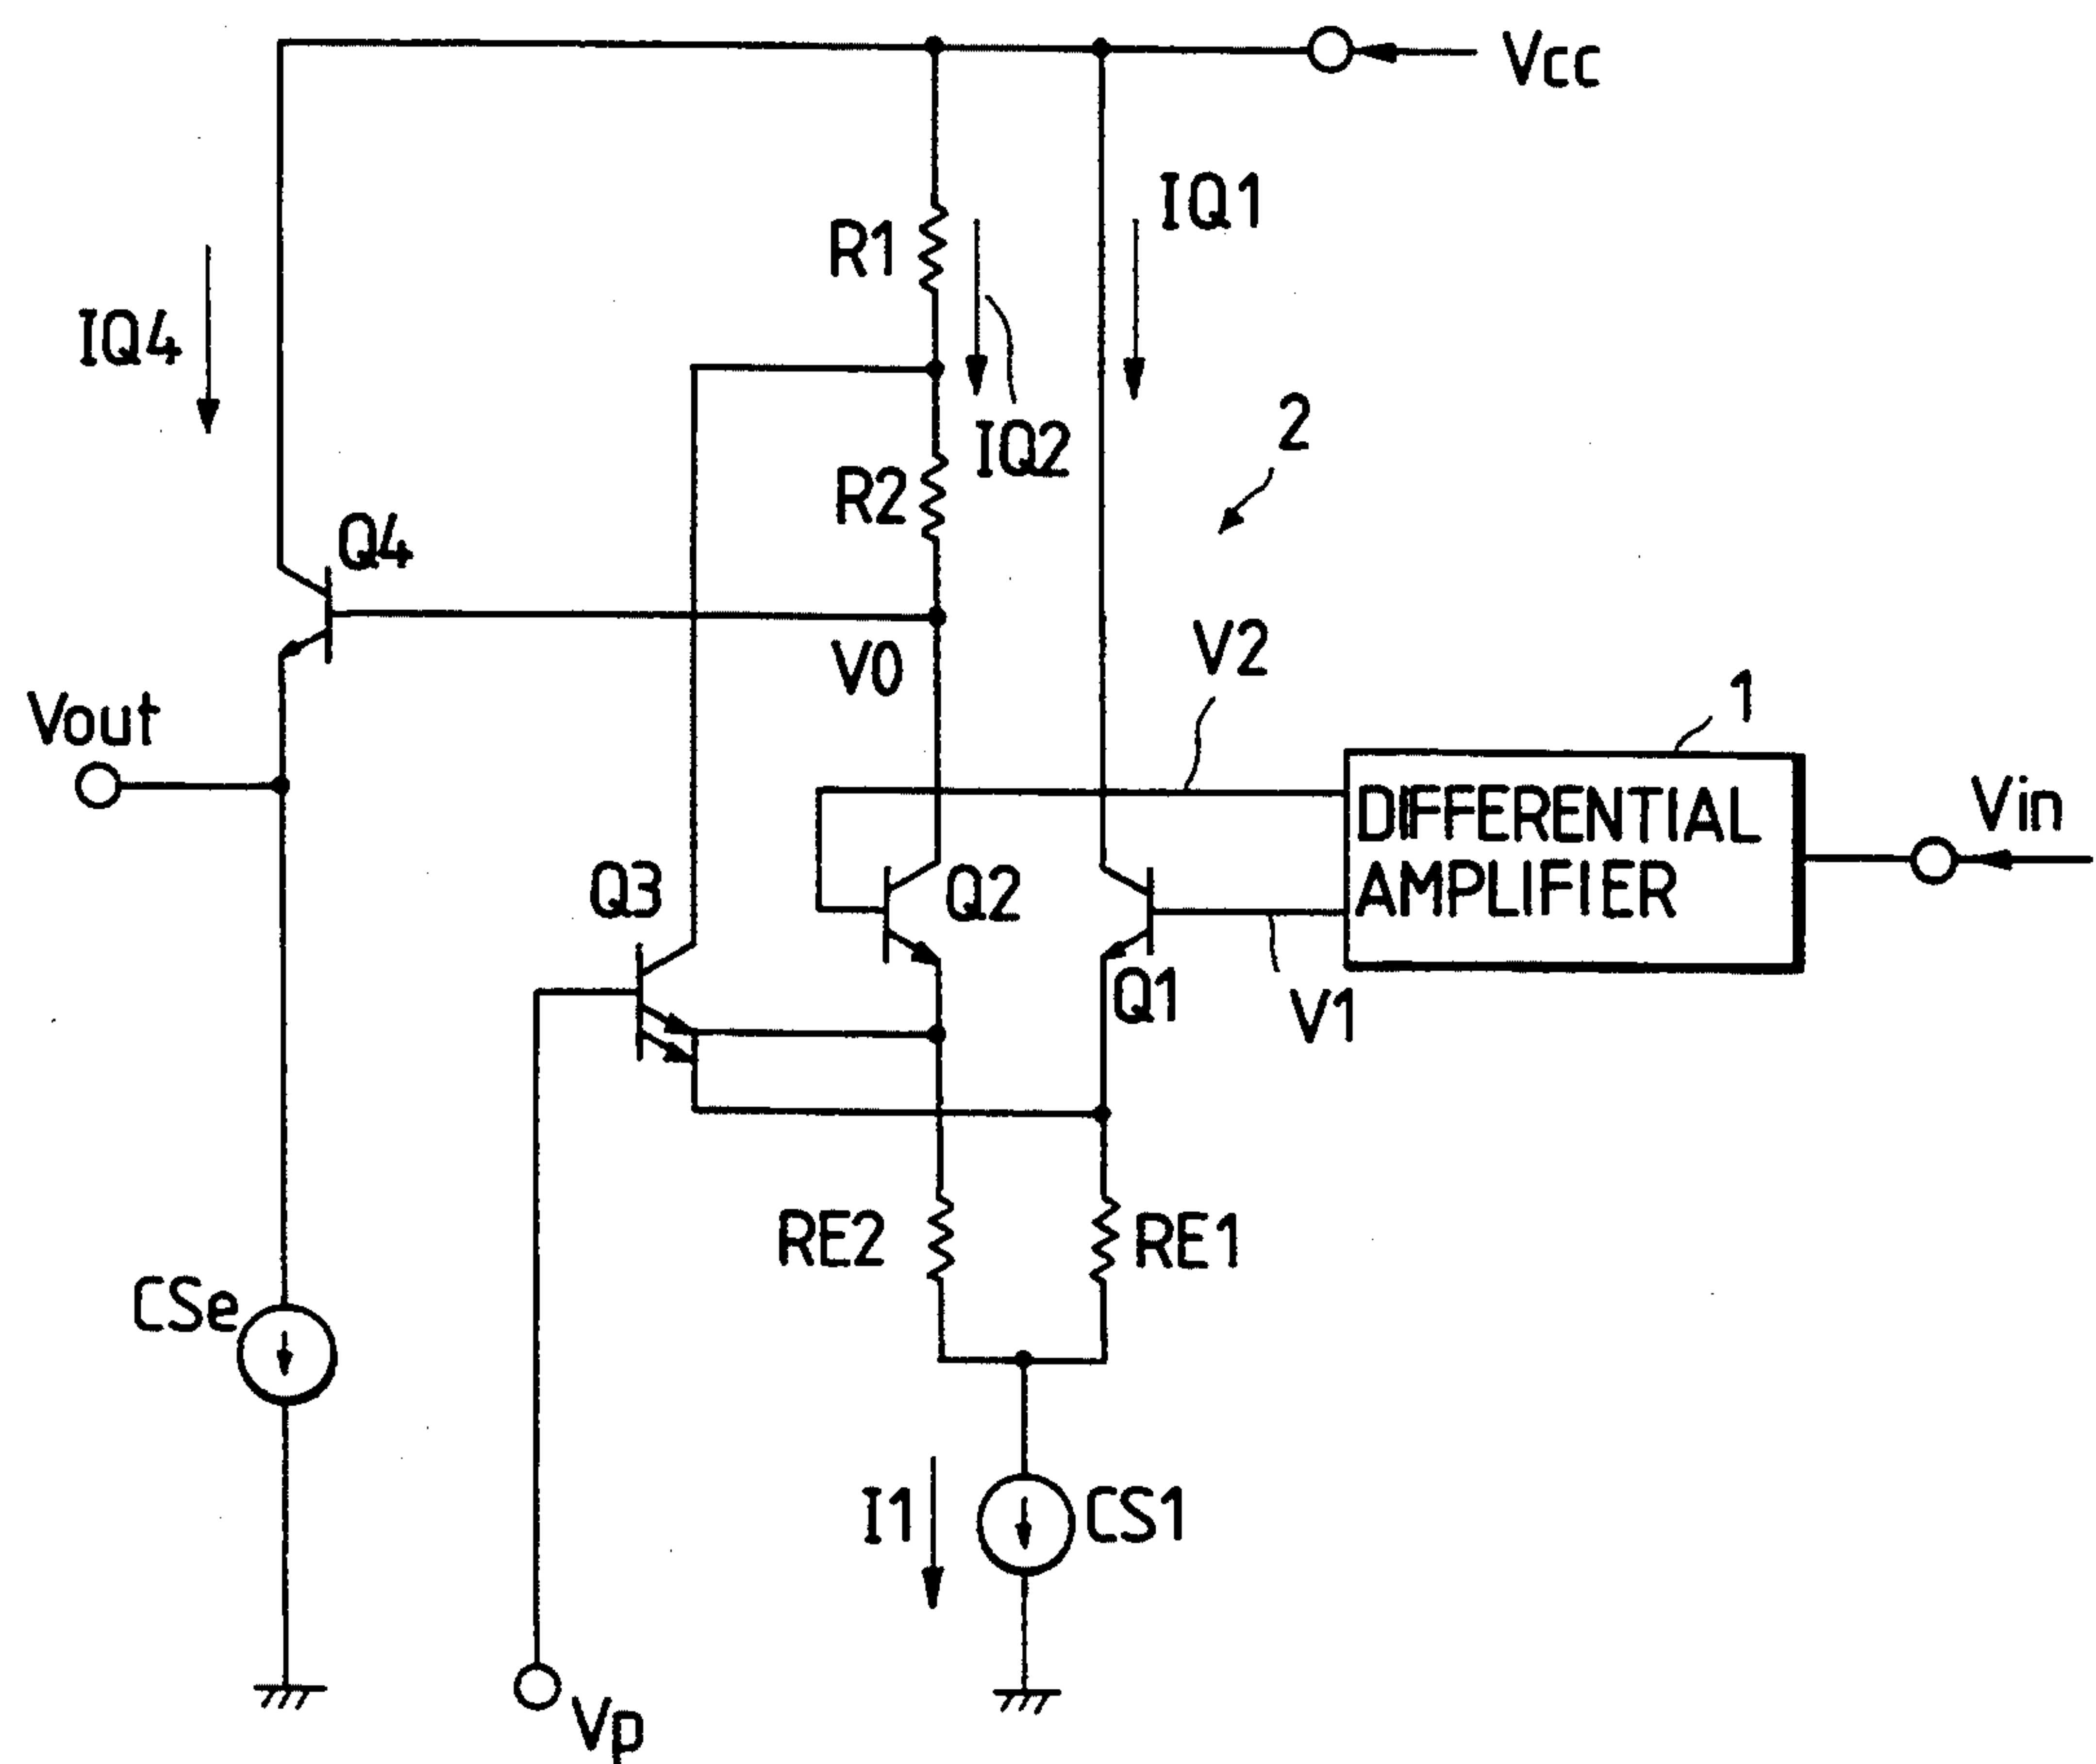 Vcc
IQ1
R1
IQ4
2
IQ2
R2
Q4
V0
V2
Vout
1
DIFFERENTIAL
AMPLIFIER
Vin
Q3
Q2
Q1
V1
RE2
RE1
CSe
I1
CS1
Vp